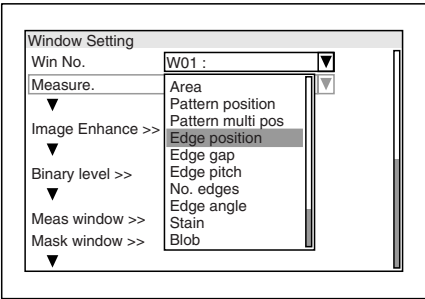 Window Setting
Win No. W01 :
Measure. Area
Pattern position
Pattern multi pos
Image Enhance >> Edge position
Edge gap
Binary level >> Edge pitch
No. edges
Edge angle
Meas window >> Stain
Mask window >> Blob